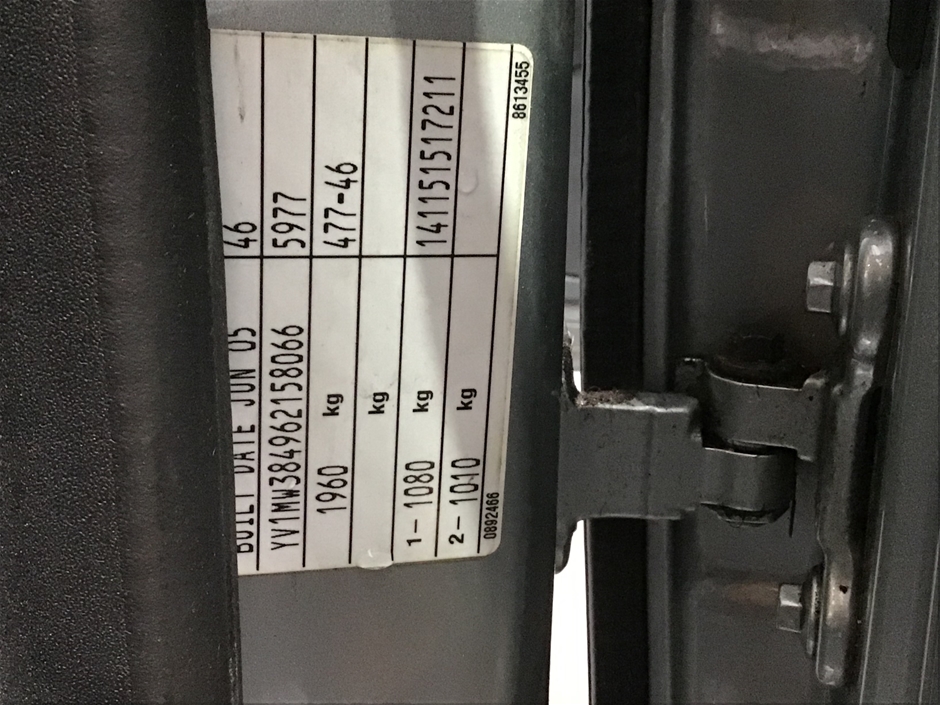 BUILT DATE JUN 05 46
YV1MW384962158066 5977
1960 kg 477-46
kg
1- 1080 kg
2- 1010 kg 141151517211
0892466 8613455